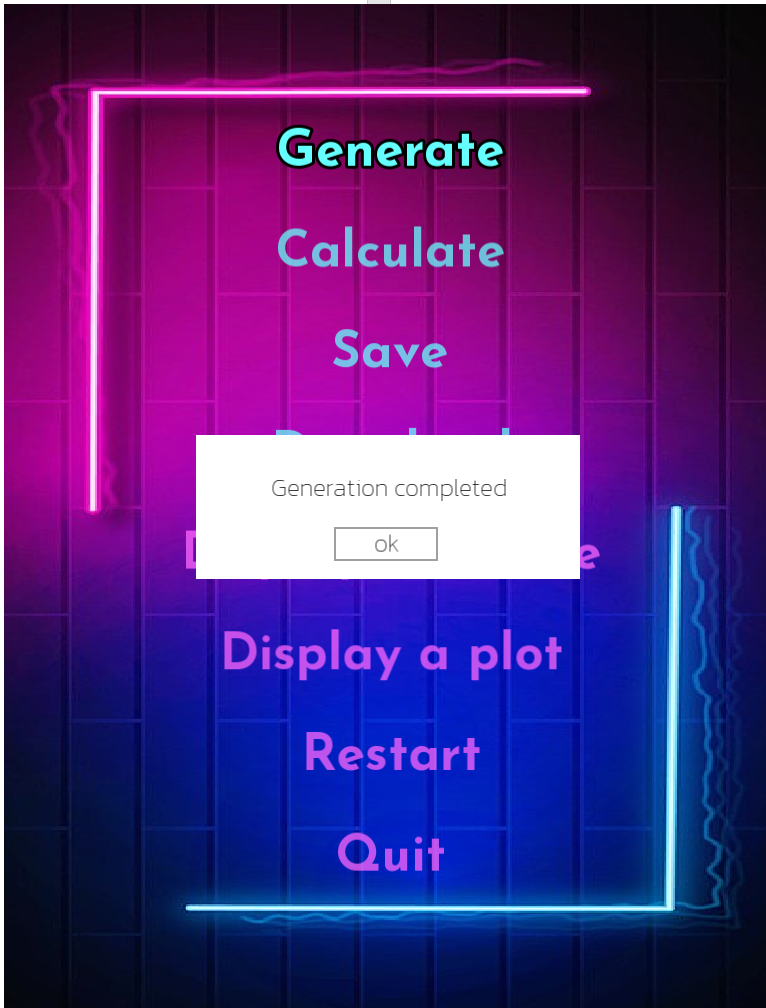 Generate
Calculate
Save
Generation completed
ok
Display a plot
Restart
Quit